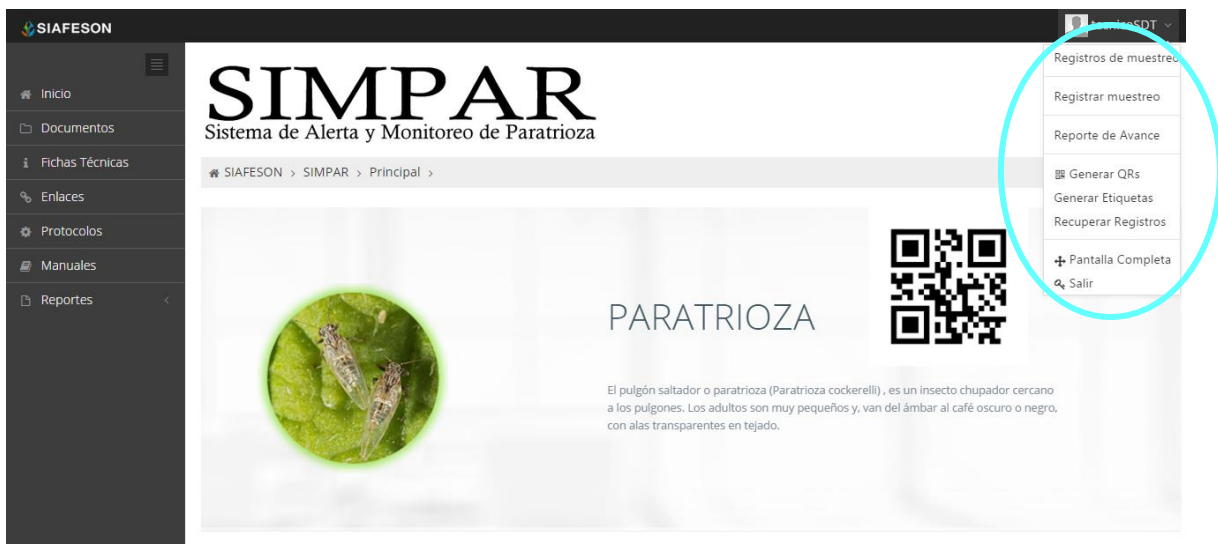 SIAFESON
tecnicoSDT
Inicio
Documentos
Fichas Técnicas
Enlaces
Protocolos
Manuales
Reportes
SIMPAR
Sistema de Alerta y Monitoreo de Paratrioza
SIAFESON > SIMPAR > Principal >
Registros de muestreo
Registrar muestreo
Reporte de Avance
Generar QRs
Generar Etiquetas
Recuperar Registros
Pantalla Completa
Salir
PARATRIOZA
El pulgón saltador o paratrioza (Paratrioza cockerelli) , es un insecto chupador cercano
a los pulgones. Los adultos son muy pequeños y, van del ámbar al café oscuro o negro,
con alas transparentes en tejado.